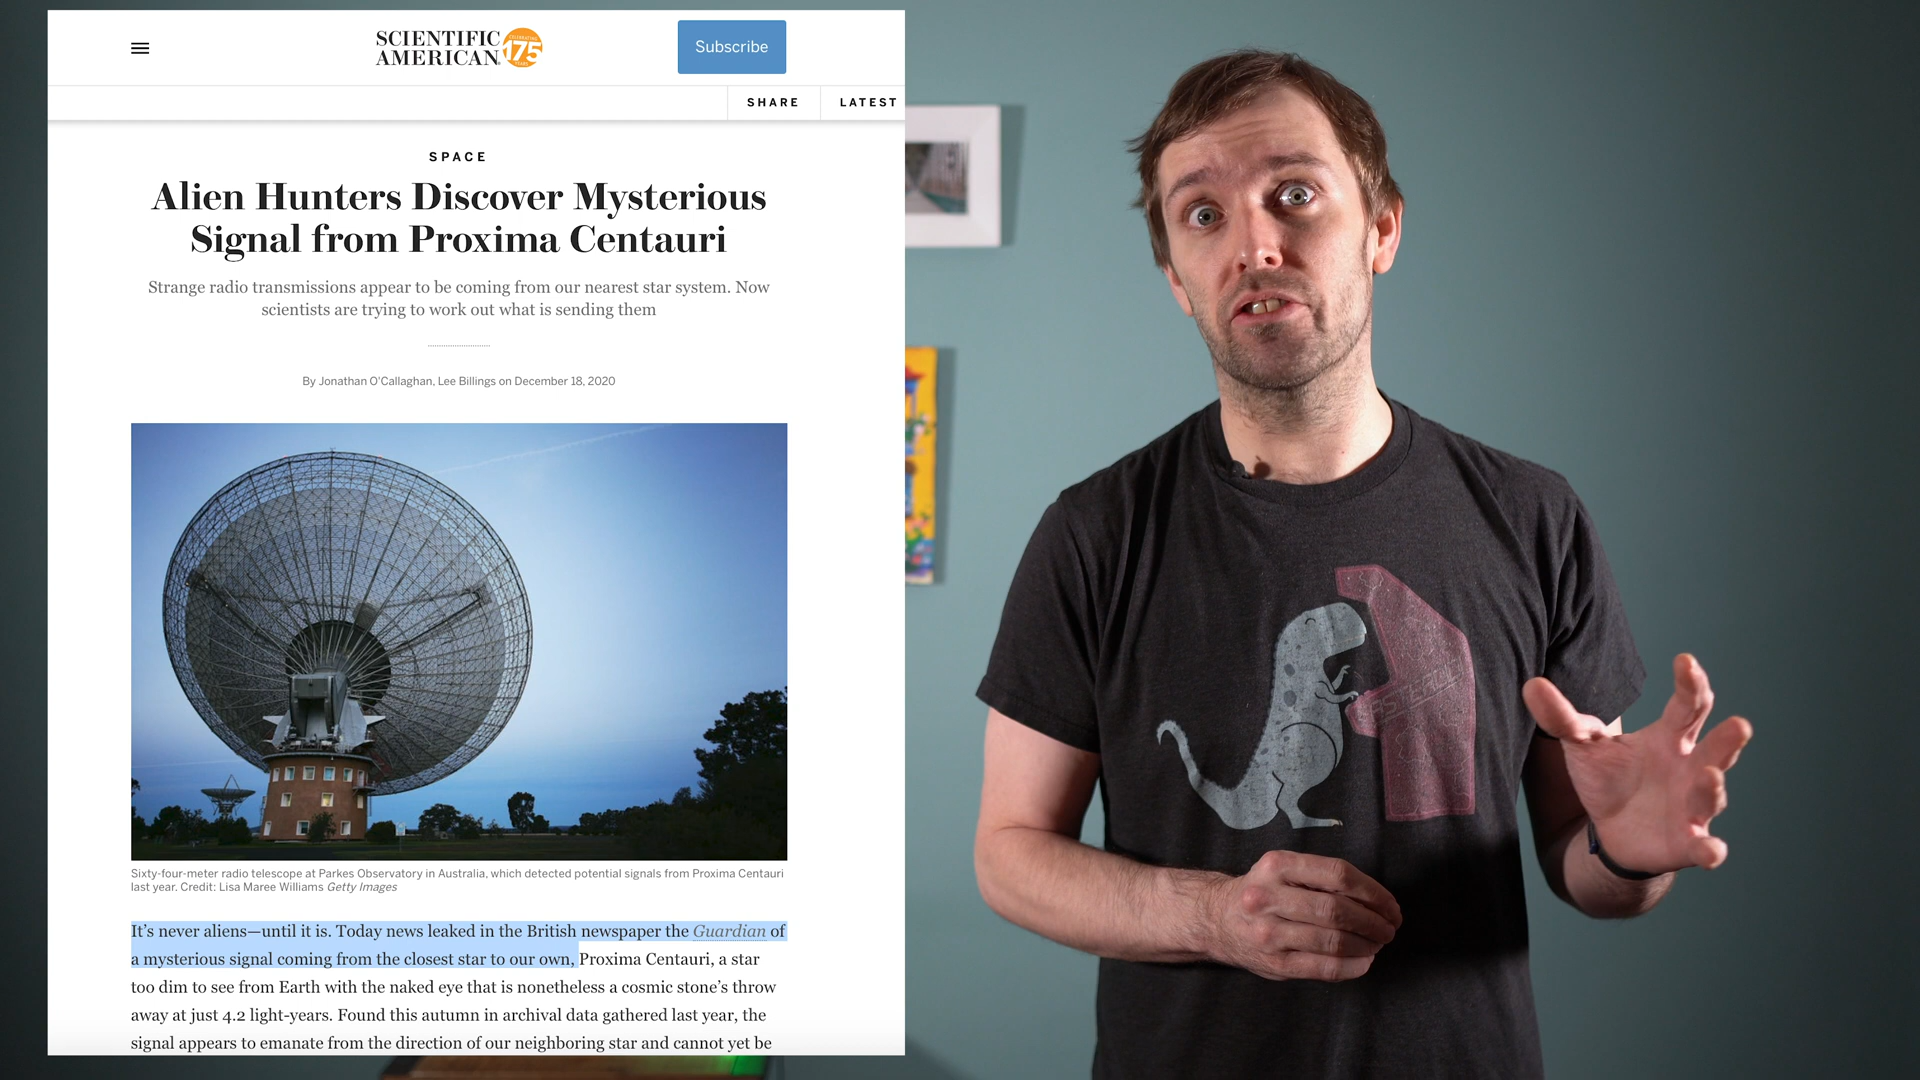 SCIENTIFIC
AMERICAN
CELEBRATING
175
YEARS
Subscribe
SHARE
LATEST
SPACE
Alien Hunters Discover Mysterious
Signal from Proxima Centauri
Strange radio transmissions appear to be coming from our nearest star system. Now
scientists are trying to work out what is sending them
By Jonathan O'Callaghan, Lee Billings on December 18, 2020
Sixty-four-meter radio telescope at Parkes Observatory in Australia, which detected potential signals from Proxima Centauri
last year. Credit: Lisa Maree Williams Getty Images
It’s never aliens—until it is. Today news leaked in the British newspaper the Guardian of
a mysterious signal coming from the closest star to our own, Proxima Centauri, a star
too dim to see from Earth with the naked eye that is nonetheless a cosmic stone’s throw
away at just 4.2 light-years. Found this autumn in archival data gathered last year, the
signal appears to emanate from the direction of our neighboring star and cannot yet be